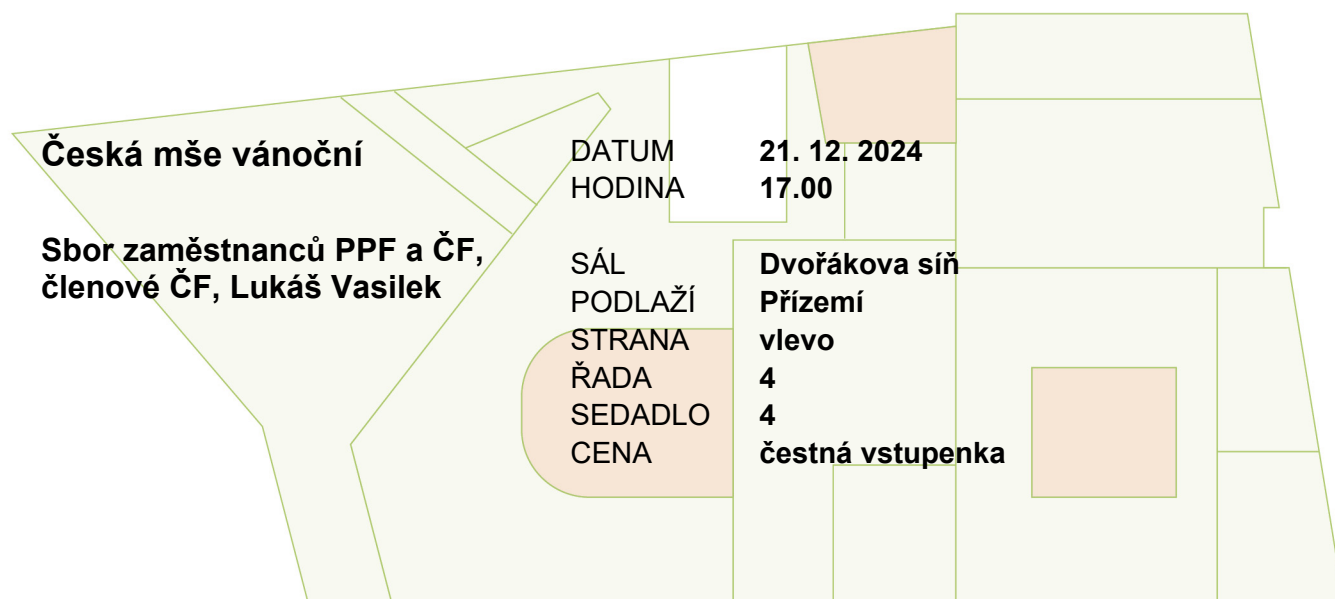 Česká mše vánoční
Sbor zaměstnanců PPF a ČF,
členové ČF, Lukáš Vasilek
DATUM 21. 12. 2024
HODINA 17.00
SÁL Dvořákova síň
PODLAŽÍ Přízemí
STRANA vlevo
ŘADA 4
SEDADLO 4
CENA čestná vstupenka